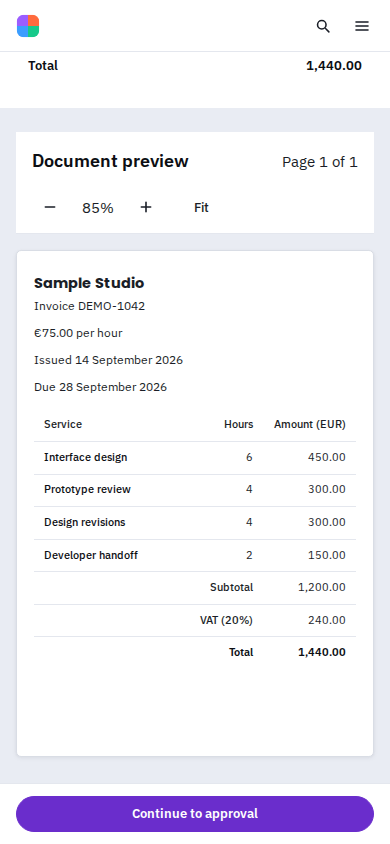 Total 1,440.00
Document preview Page 1 of 1
− 85% + Fit
Sample Studio
Invoice DEMO-1042
€75.00 per hour
Issued 14 September 2026
Due 28 September 2026
Service Hours Amount (EUR)
Interface design 6 450.00
Prototype review 4 300.00
Design revisions 4 300.00
Developer handoff 2 150.00
Subtotal 1,200.00
VAT (20%) 240.00
Total 1,440.00
Continue to approval